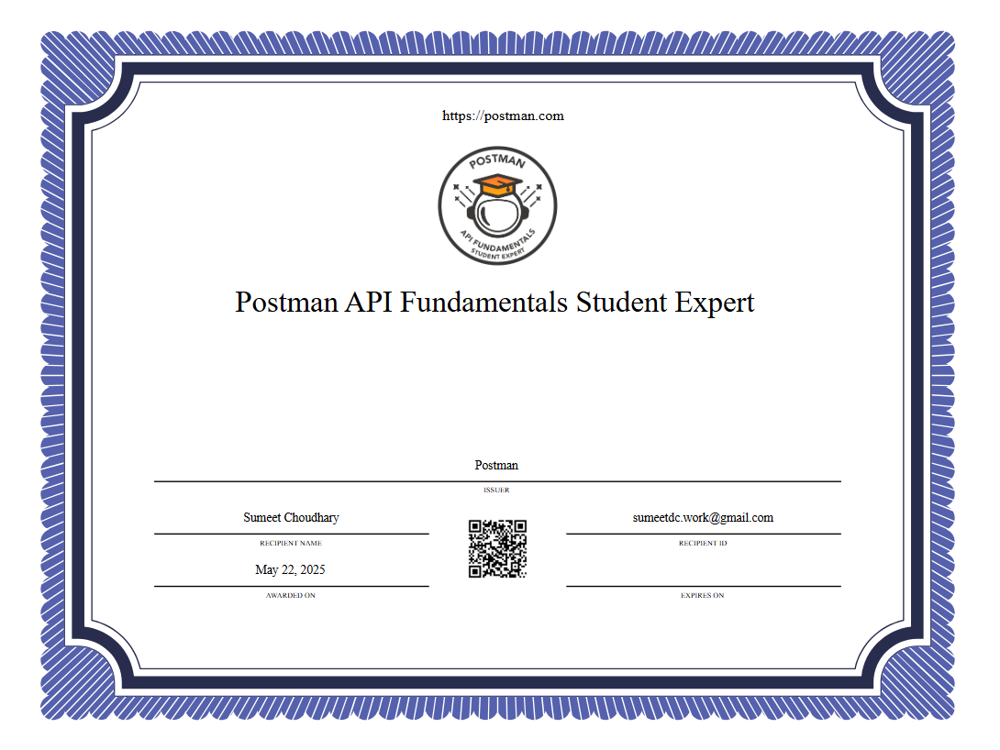 https://postman.com
POSTMAN
API FUNDAMENTALS
STUDENT EXPERT
Postman API Fundamentals Student Expert
Postman
ISSUER
Sumeet Choudhary
RECIPIENT NAME
sumeetdc.work@gmail.com
RECIPIENT ID
May 22, 2025
AWARDED ON
EXPIRES ON